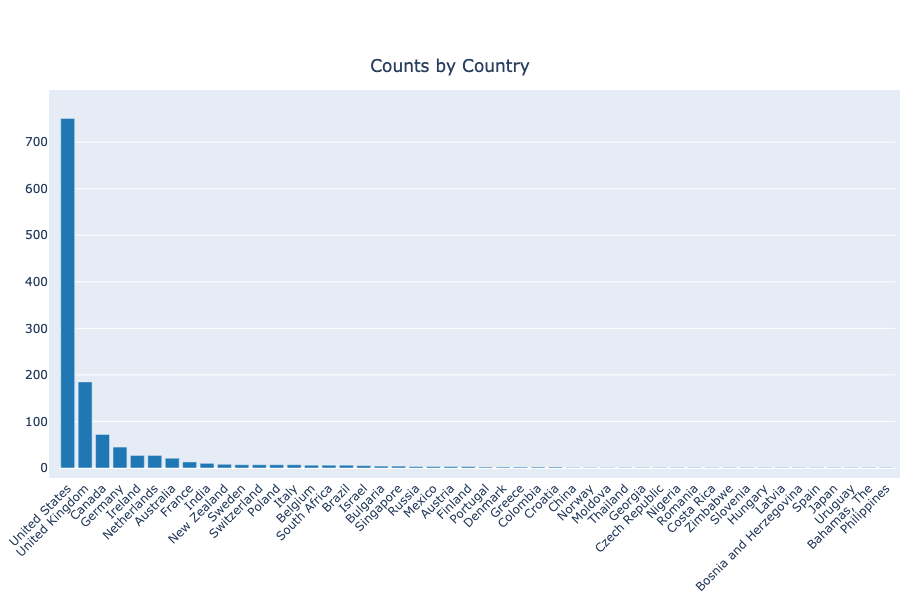 Counts by Country
700
600
500
400
300
200
100
0
United States
United Kingdom
Canada
Germany
Ireland
Netherlands
Australia
France
India
New Zealand
Sweden
Switzerland
Poland
Italy
Belgium
South Africa
Brazil
Israel
Bulgaria
Singapore
Russia
Mexico
Austria
Finland
Portugal
Denmark
Greece
Colombia
Croatia
China
Norway
Moldova
Thailand
Georgia
Czech Republic
Nigeria
Romania
Costa Rica
Zimbabwe
Slovenia
Hungary
Latvia
Bosnia and Herzegovina
Spain
Japan
Uruguay
Bahamas, The
Philippines